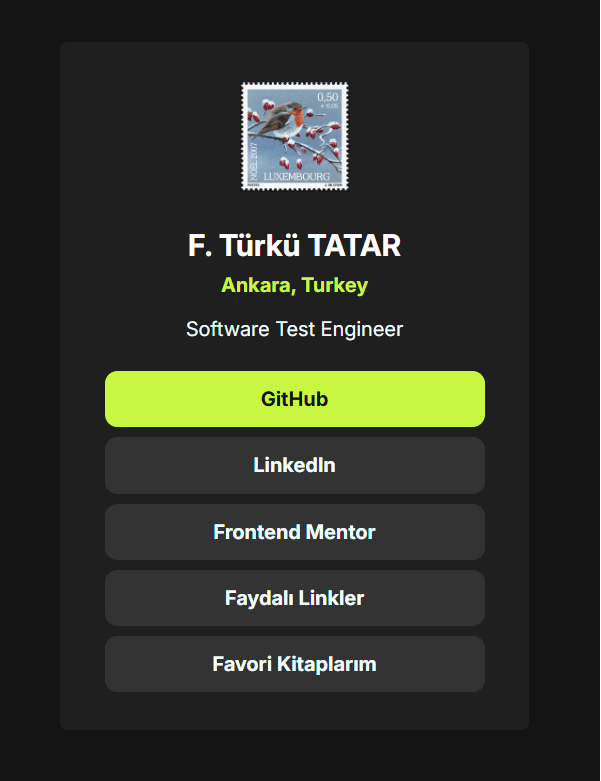 0,50
+ 0,05
NOËL 2007
LUXEMBOURG
F. Türkü TATAR
Ankara, Turkey
Software Test Engineer
GitHub
LinkedIn
Frontend Mentor
Faydalı Linkler
Favori Kitaplarım